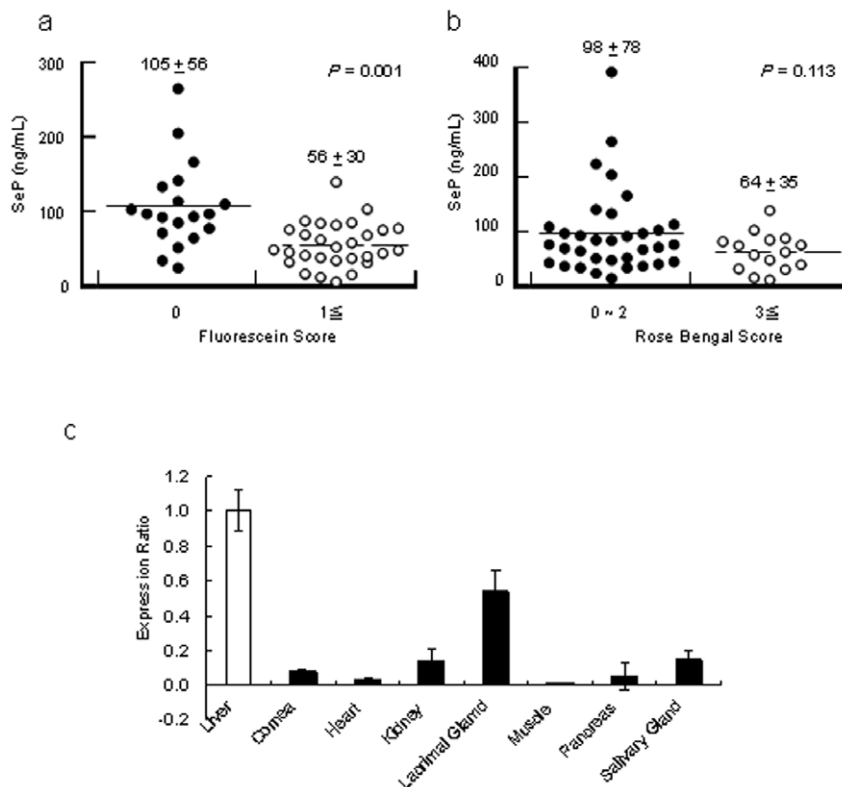 a
105 ± 56
P = 0.001
56 ± 30
300
200
100
0
SeP (ng/mL)
0
1≦
Fluorescein Score
b
98 ± 78
P = 0.113
64 ± 35
400
300
200
100
0
SeP (ng/mL)
0 ~ 2
3≦
Rose Bengal Score
c
1.2
1.0
0.8
0.6
0.4
0.2
0.0
-0.2
Expression Ratio
Liver
Cornea
Heart
Kidney
Lacrimal Glamd
Muscle
Panoreas
Salivary Gland